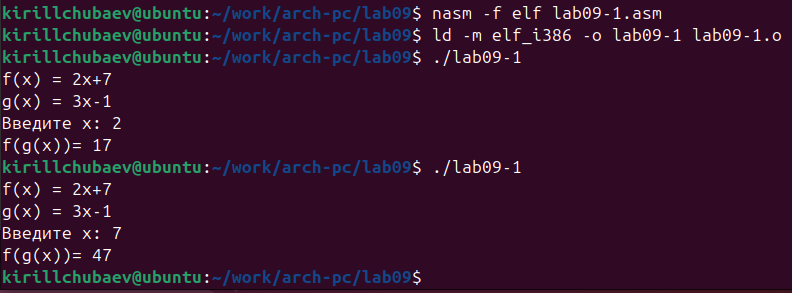 kirillchubaev@ubuntu:~/work/arch-pc/lab09$ nasm -f elf lab09-1.asm
kirillchubaev@ubuntu:~/work/arch-pc/lab09$ ld -m elf_i386 -o lab09-1 lab09-1.o
kirillchubaev@ubuntu:~/work/arch-pc/lab09$ ./lab09-1
f(x) = 2x+7
g(x) = 3x-1
Введите x: 2
f(g(x))= 17
kirillchubaev@ubuntu:~/work/arch-pc/lab09$ ./lab09-1
f(x) = 2x+7
g(x) = 3x-1
Введите x: 7
f(g(x))= 47
kirillchubaev@ubuntu:~/work/arch-pc/lab09$